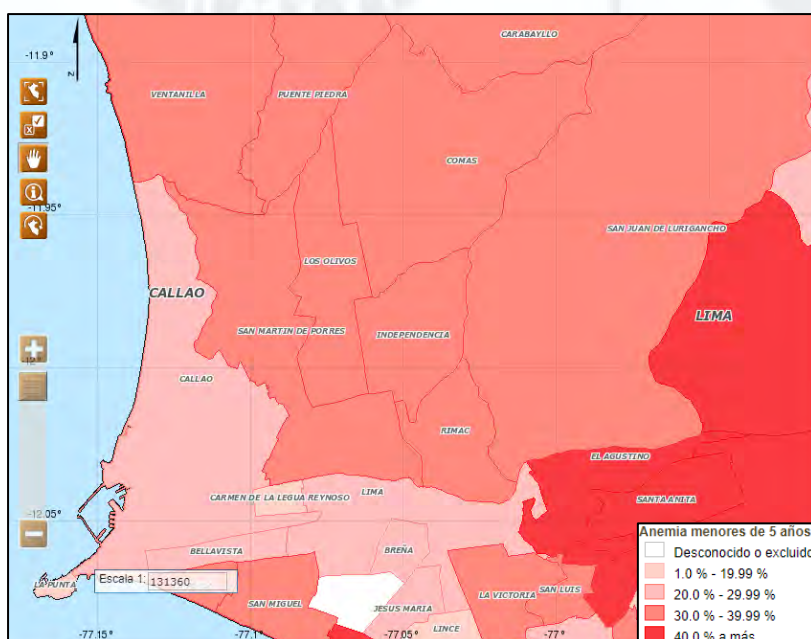 CARABAYLLO
-11.9°
z
VENTANILLA
PUENTE PIEDRA
COMAS
-11.95°
SAN JUAN DE LURIGANCHO
LOS OLIVOS
CALLAO
LIMA
SAN MARTIN DE PORRES
INDEPENDENCIA
-12°
CALLAO
RIMAC
EL AGUSTINO
CARMEN DE LA LEGUA REYNOSO
LIMA
SANTA ANITA
-12.05°
Anemia menores de 5 años
Desconocido o excluido
BELLAVISTA
BREÑA
1.0 % - 19.99 %
LA PUNTA
Escala 1: 131360
20.0 % - 29.99 %
SAN MIGUEL
JESUS MARIA
LA VICTORIA
SAN LUIS
30.0 % - 39.99 %
LINCE
40.0 % a más
-77.15°
-77.1°
-77.05°
-77°